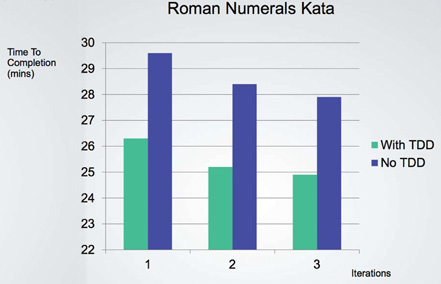 Roman Numerals Kata
Time To
Completion
(mins)
30
29
28
27
26
25
24
23
22
With TDD
No TDD
1 2 3
Iterations